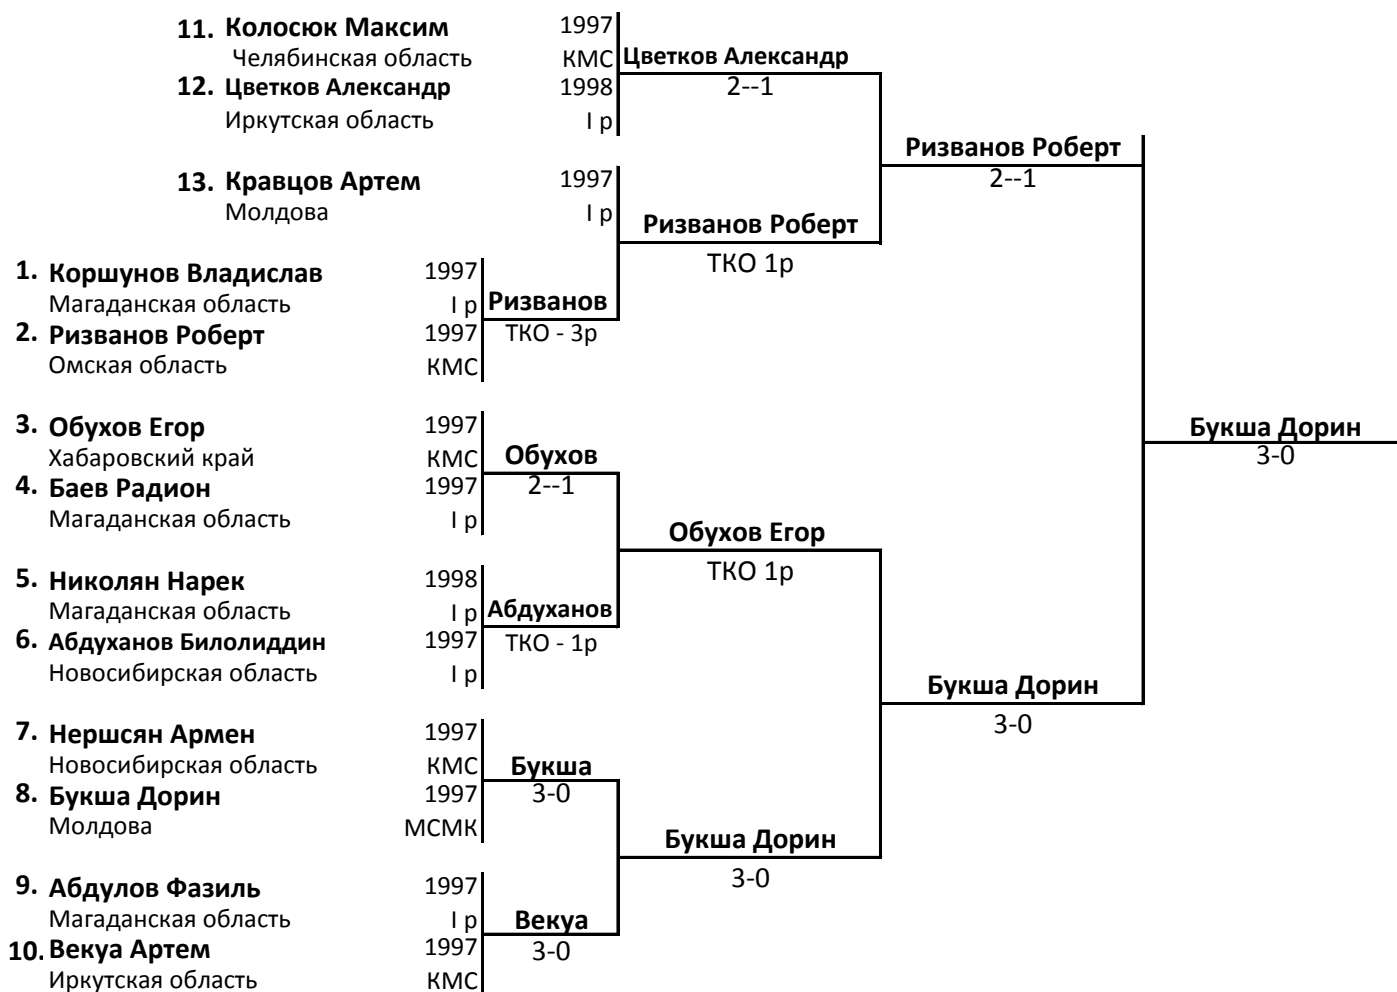 11. Колосюк Максим 1997
Челябинская область КМС Цветков Александр
12. Цветков Александр 1998 2--1
Иркутская область I р
Ризванов Роберт
13. Кравцов Артем 1997 2--1
Молдова I р Ризванов Роберт
ТКО 1р
1. Коршунов Владислав 1997
Магаданская область I р Ризванов
2. Ризванов Роберт 1997 ТКО - 3р
Омская область КМС
3. Обухов Егор 1997 Букша Дорин
Хабаровский край КМС Обухов 3-0
4. Баев Радион 1997 2--1
Магаданская область I р
Обухов Егор
5. Николян Нарек 1998 ТКО 1р
Магаданская область I р Абдуханов
6. Абдуханов Билолиддин 1997 ТКО - 1р
Новосибирская область I р
Букша Дорин
7. Нершсян Армен 1997 3-0
Новосибирская область КМС Букша
8. Букша Дорин 1997 3-0
Молдова МСМК
Букша Дорин
9. Абдулов Фазиль 1997 3-0
Магаданская область I р Векуа
10. Векуа Артем 1997 3-0
Иркутская область КМС